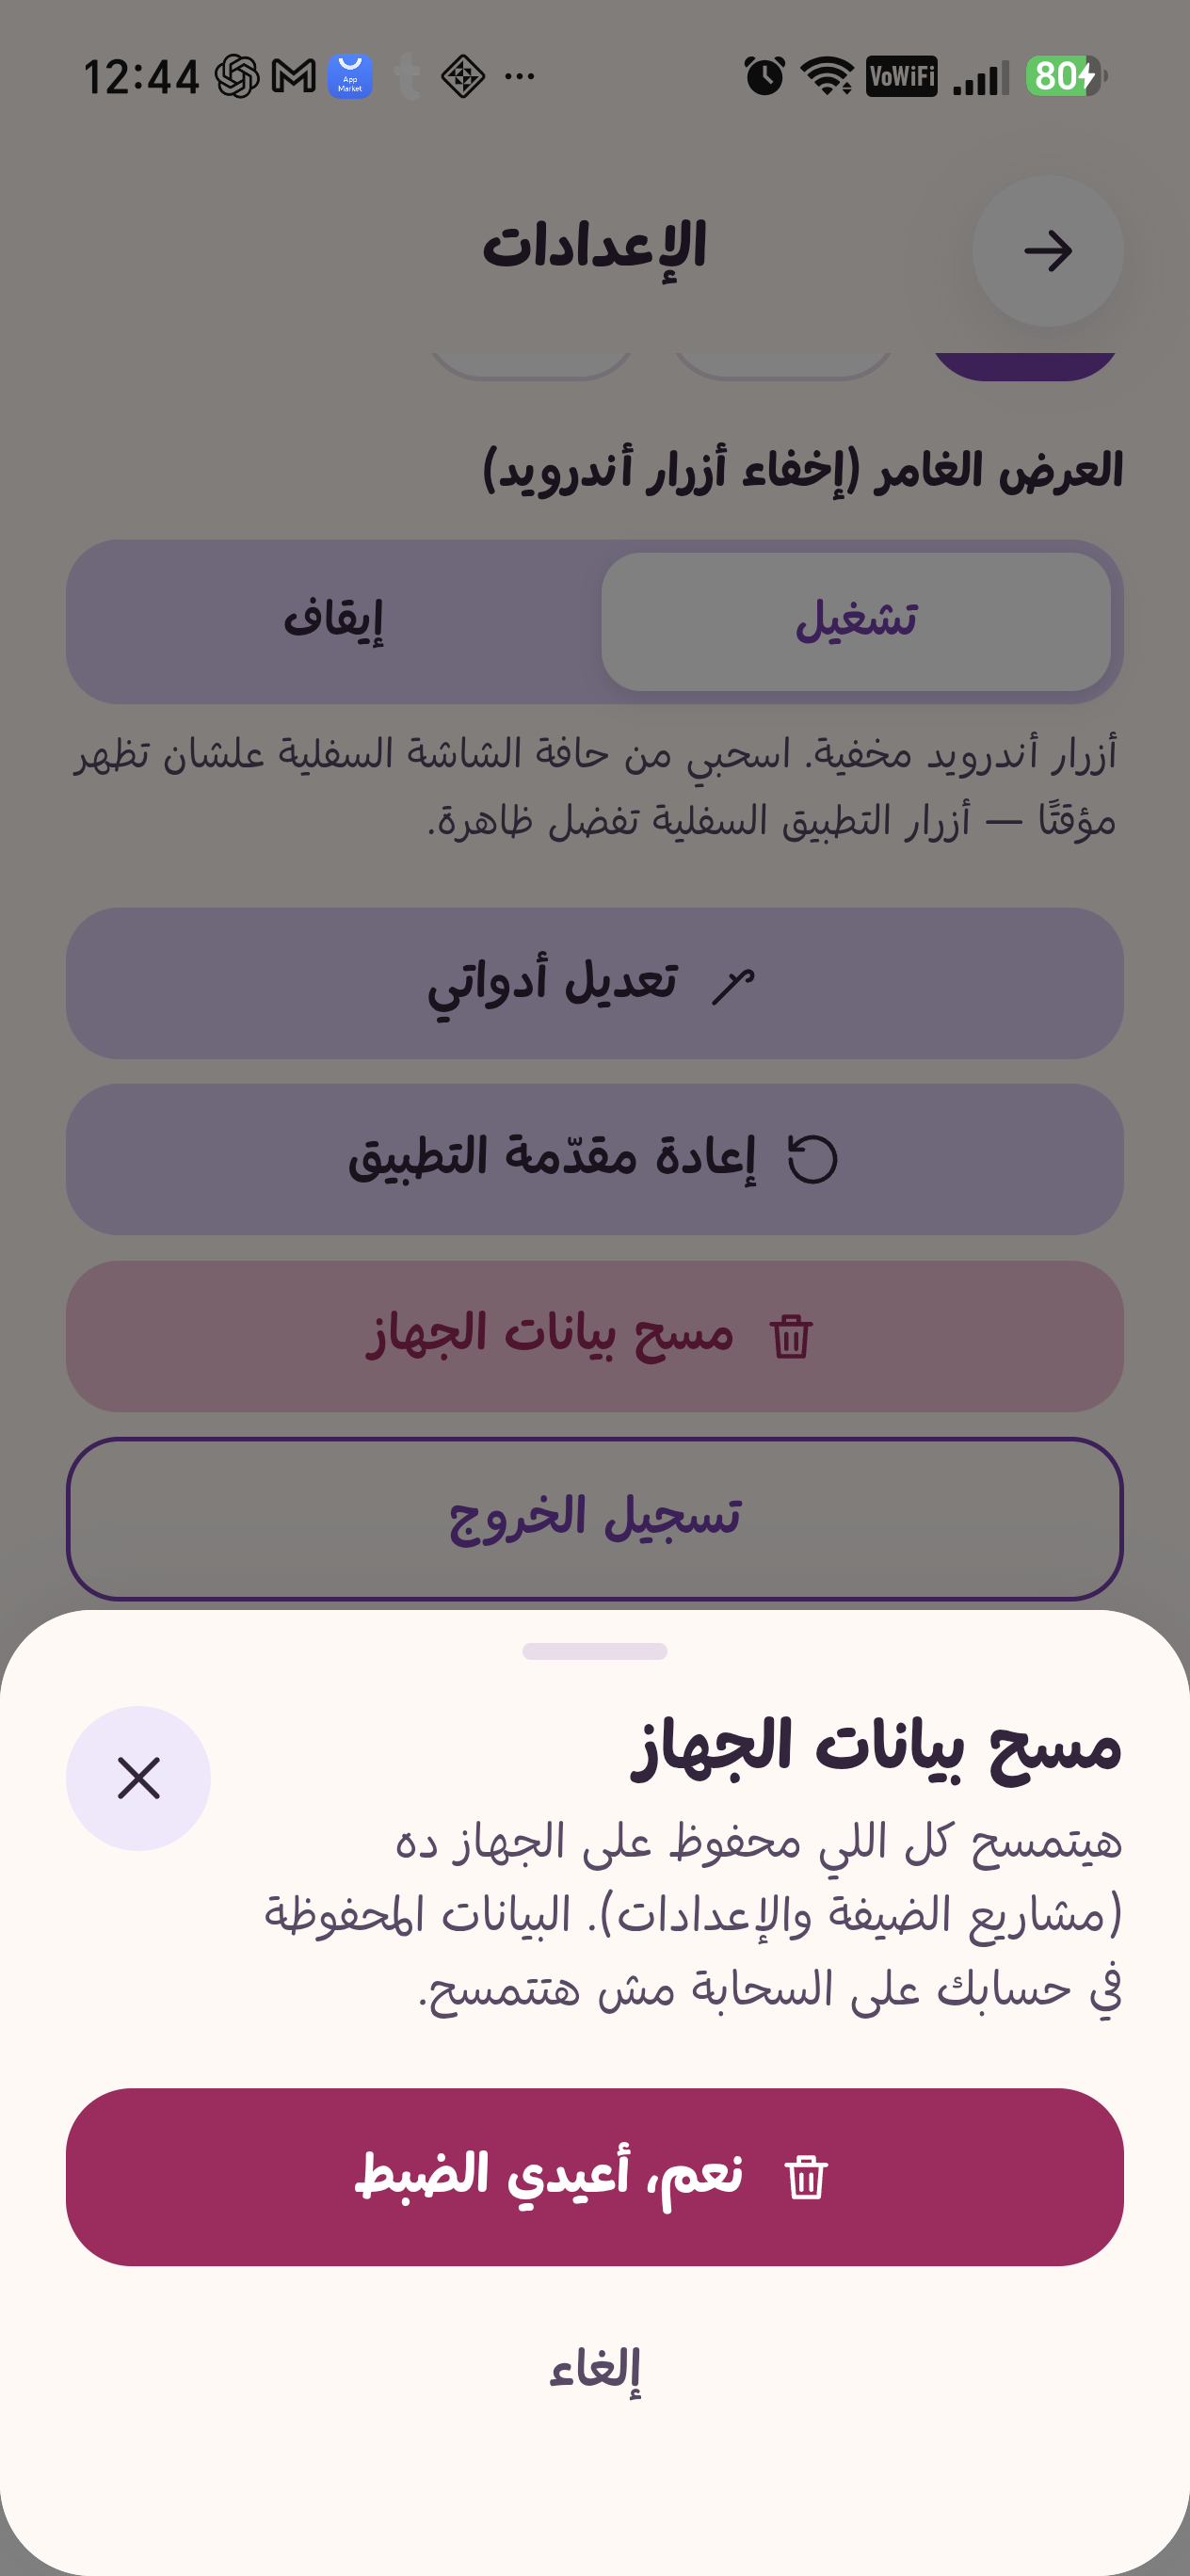 12:44
App
Market
t
...
VoWiFi
80
الإعدادات
العرض الغامر (إخفاء أزرار أندرويد)
تشغيل
إيقاف
أزرار أندرويد مخفية. اسحبي من حافة الشاشة السفلية علشان تظهر
مؤقتًا — أزرار التطبيق السفلية تفضل ظاهرة.
تعديل أدواتي
إعادة مقدّمة التطبيق
مسح بيانات الجهاز
تسجيل الخروج
مسح بيانات الجهاز
هيتمسح كل اللي محفوظ على الجهاز ده
(مشاريع الضيفة والإعدادات). البيانات المحفوظة
في حسابك على السحابة مش هتتمسح.
نعم، أعيدي الضبط
إلغاء